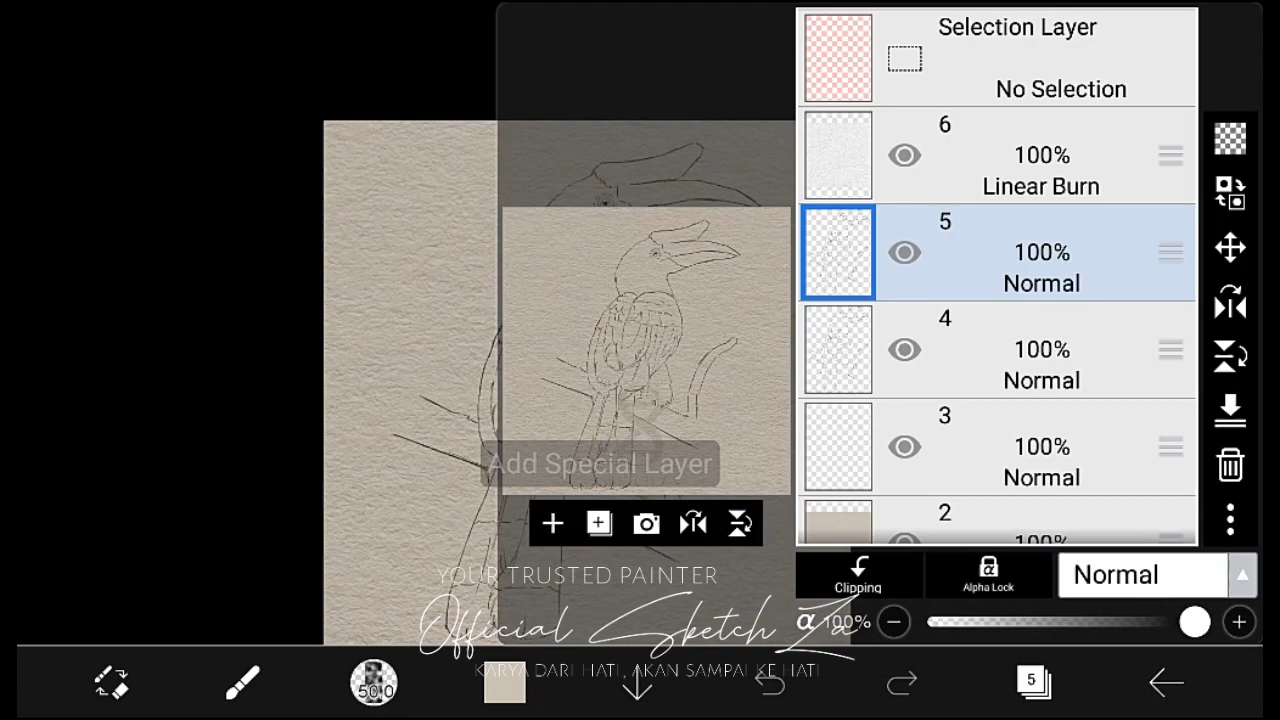 Selection Layer
No Selection
6
100%
Linear Burn
5
100%
Normal
4
100%
Normal
3
100%
Normal
2
100%
Add Special Layer
Clipping
α
Alpha Lock
Normal
α 100%
YOUR TRUSTED PAINTER
Official Sketch Za
KARYA DARI HATI, AKAN SAMPAI KE HATI
50.0
5